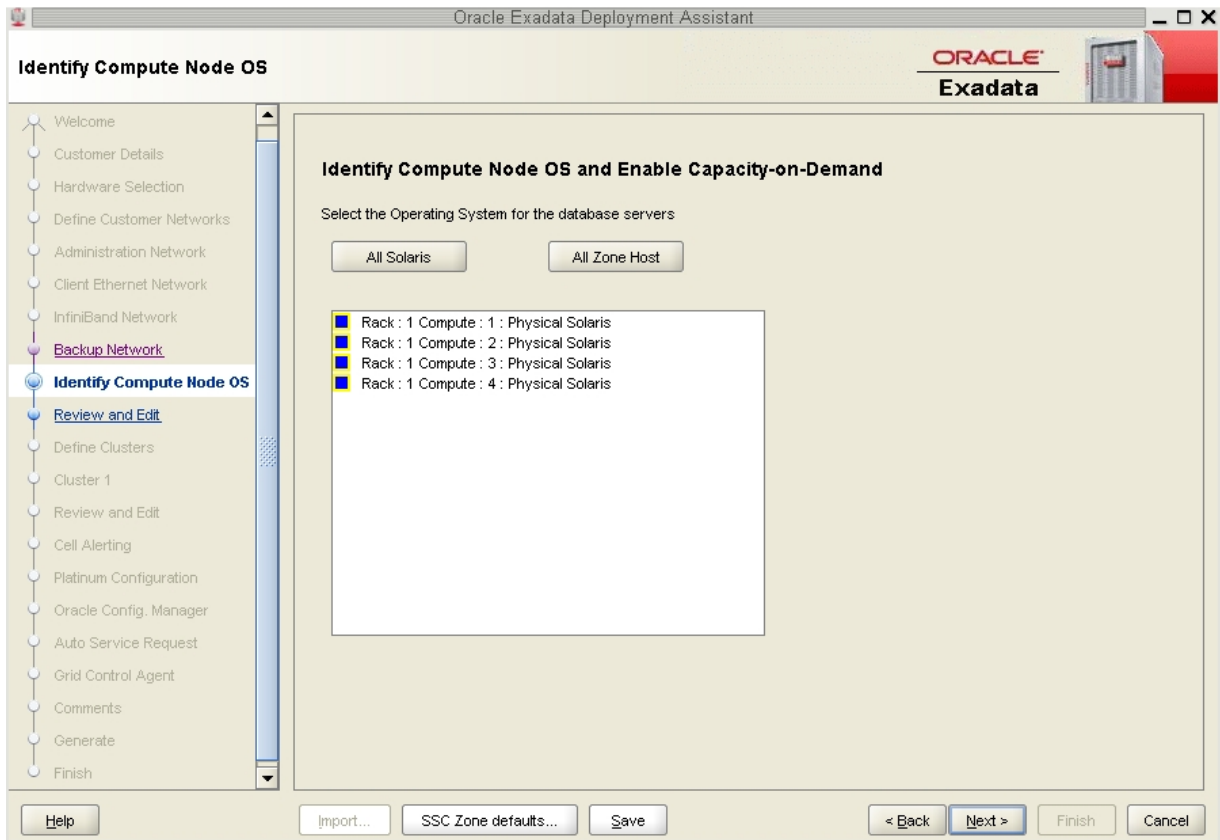 Oracle Exadata Deployment Assistant
Identify Compute Node OS
ORACLE
Exadata
Welcome
Customer Details
Hardware Selection
Define Customer Networks
Administration Network
Client Ethernet Network
InfiniBand Network
Backup Network
Identify Compute Node OS
Review and Edit
Define Clusters
Cluster 1
Review and Edit
Cell Alerting
Platinum Configuration
Oracle Config. Manager
Auto Service Request
Grid Control Agent
Comments
Generate
Finish
Identify Compute Node OS and Enable Capacity-on-Demand
Select the Operating System for the database servers
All Solaris All Zone Host
Rack : 1 Compute : 1 : Physical Solaris
Rack : 1 Compute : 2 : Physical Solaris
Rack : 1 Compute : 3 : Physical Solaris
Rack : 1 Compute : 4 : Physical Solaris
Help Import... SSC Zone defaults... Save < Back Next > Finish Cancel